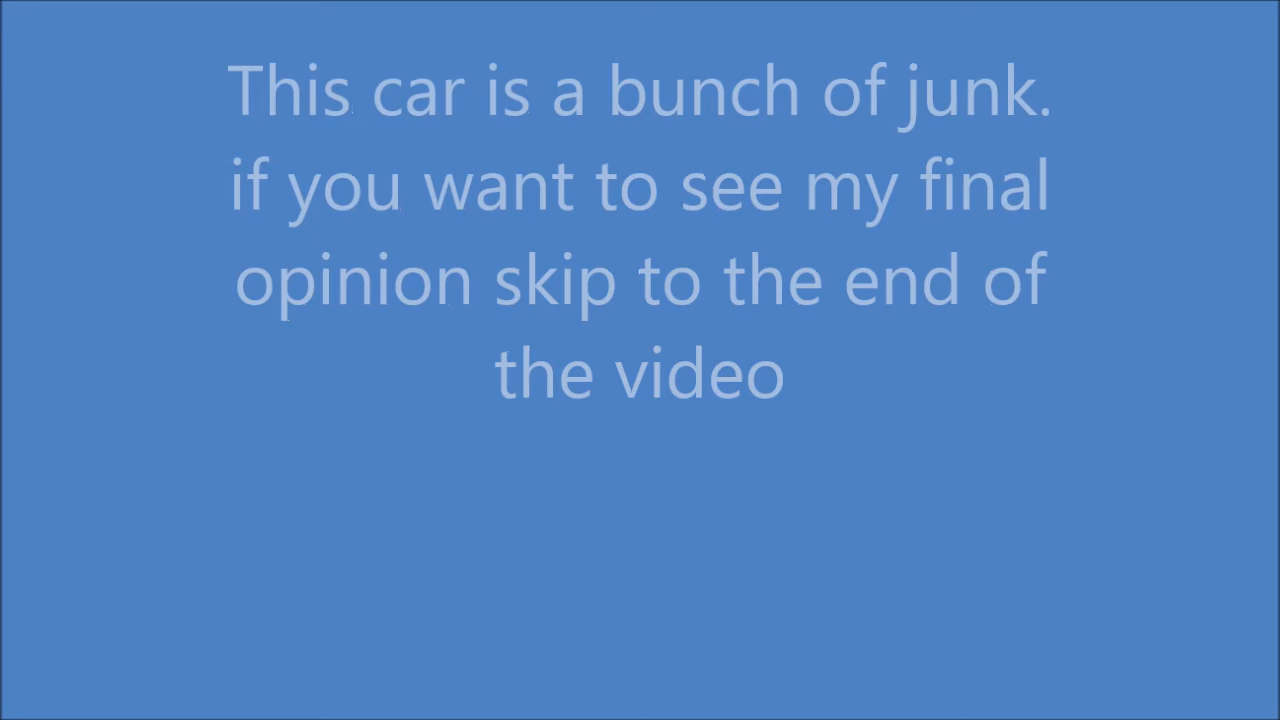 This car is a bunch of junk.
if you want to see my final
opinion skip to the end of
the video